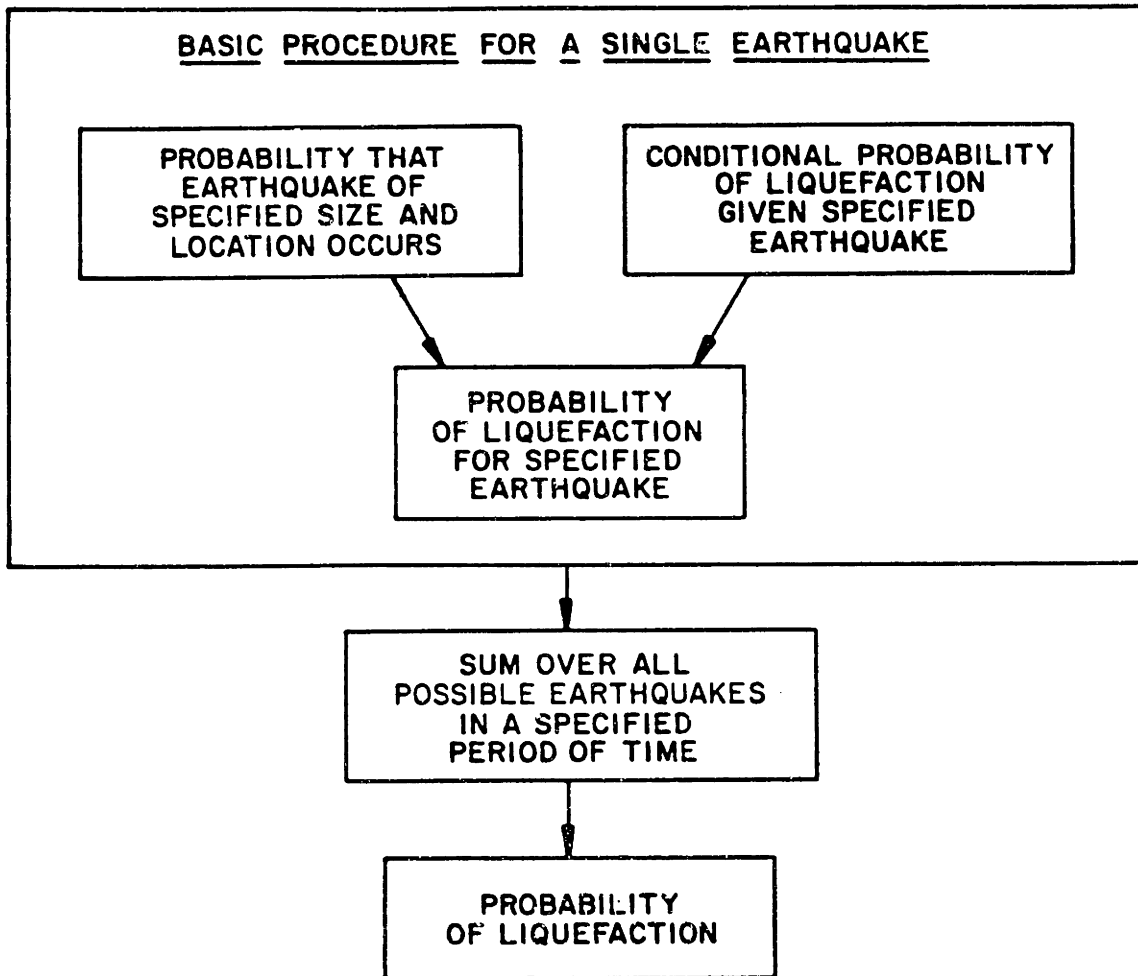 BASIC PROCEDURE FOR A SINGLE EARTHQUAKE
PROBABILITY THAT
EARTHQUAKE OF
SPECIFIED SIZE AND
LOCATION OCCURS
CONDITIONAL PROBABILITY
OF LIQUEFACTION
GIVEN SPECIFIED
EARTHQUAKE
PROBABILITY
OF LIQUEFACTION
FOR SPECIFIED
EARTHQUAKE
SUM OVER ALL
POSSIBLE EARTHQUAKES
IN A SPECIFIED
PERIOD OF TIME
PROBABILITY
OF LIQUEFACTION